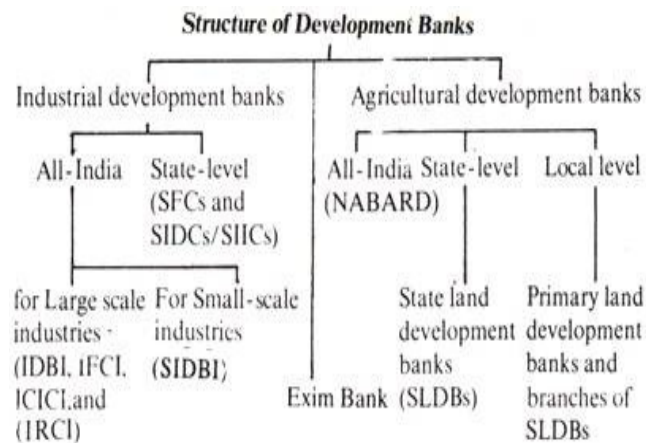 Structure of Development Banks
Industrial development banks
Agricultural development banks
All-India
State-level
(SFCs and
SIDCs/SIICs)
All-India
(NABARD)
State-level
Local level
for Large scale
industries -
(IDBI, IFCI,
ICICI,and
(IRCI)
For Small-scale
industries
(SIDBI)
Exim Bank
State land
development
banks
(SLDBs)
Primary land
development
banks and
branches of
SLDBs